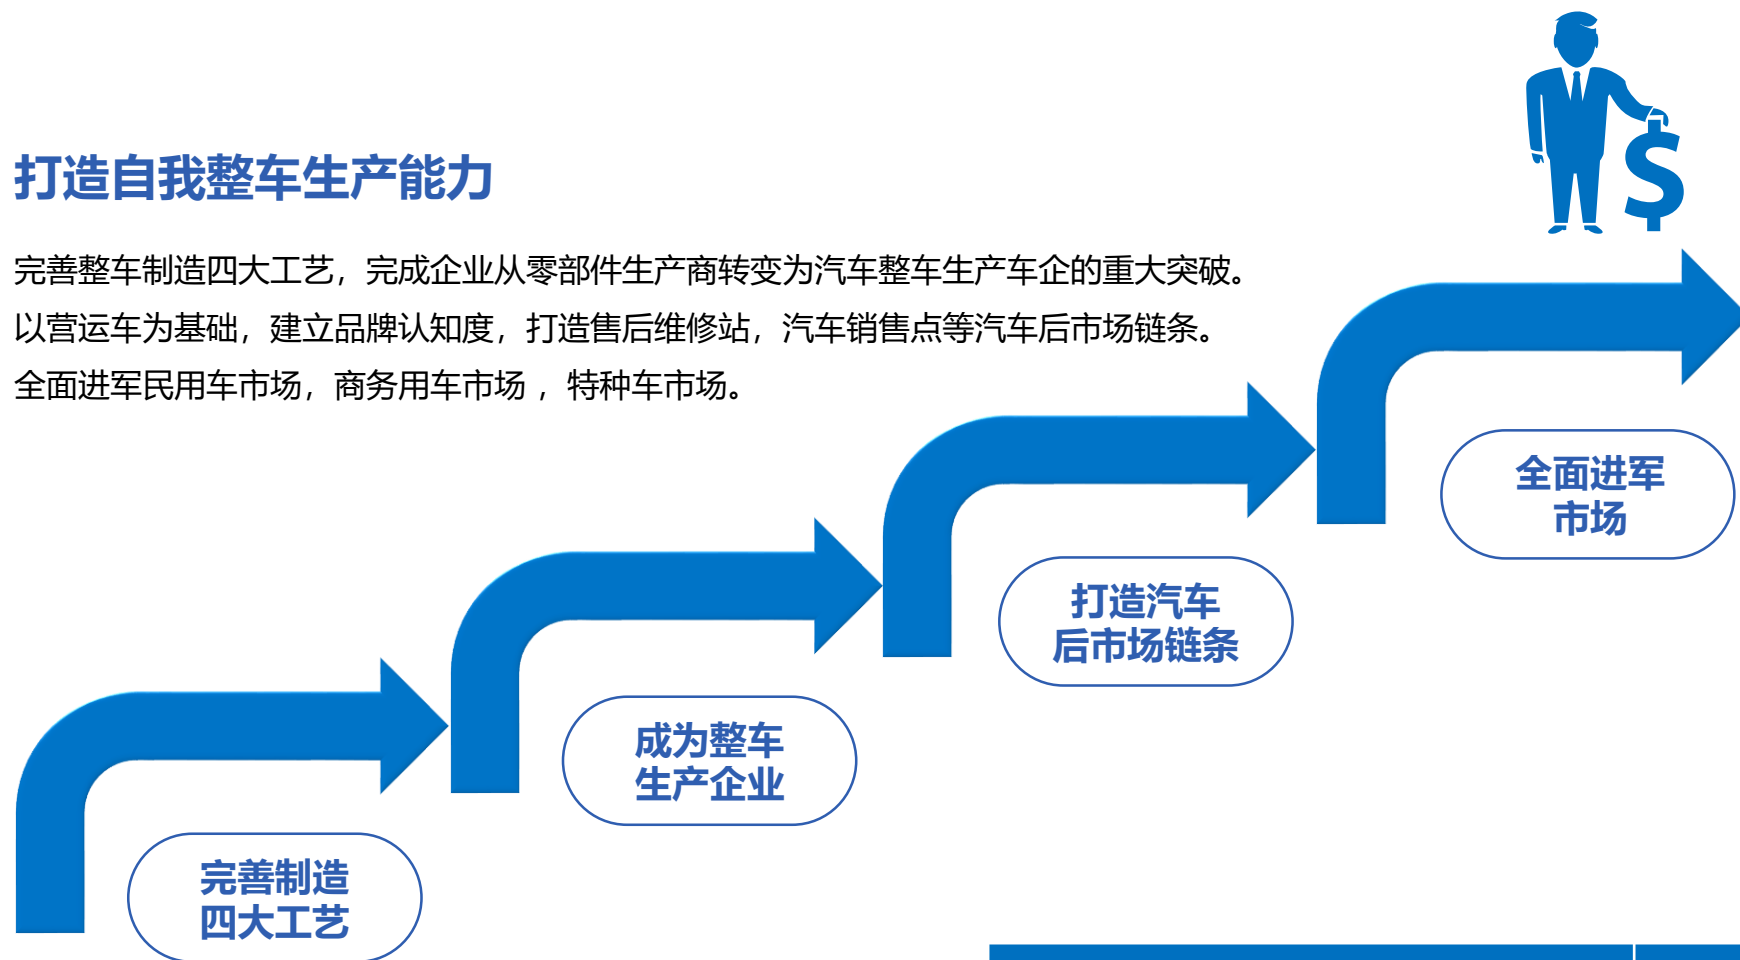 打造自我整车生产能力
完善整车制造四大工艺，完成企业从零部件生产商转变为汽车整车生产车企的重大突破。
以营运车为基础，建立品牌认知度，打造售后维修站，汽车销售点等汽车后市场链条。
全面进军民用车市场，商务用车市场 ，特种车市场。
全面进军
市场
打造汽车
后市场链条
成为整车
生产企业
完善制造
四大工艺